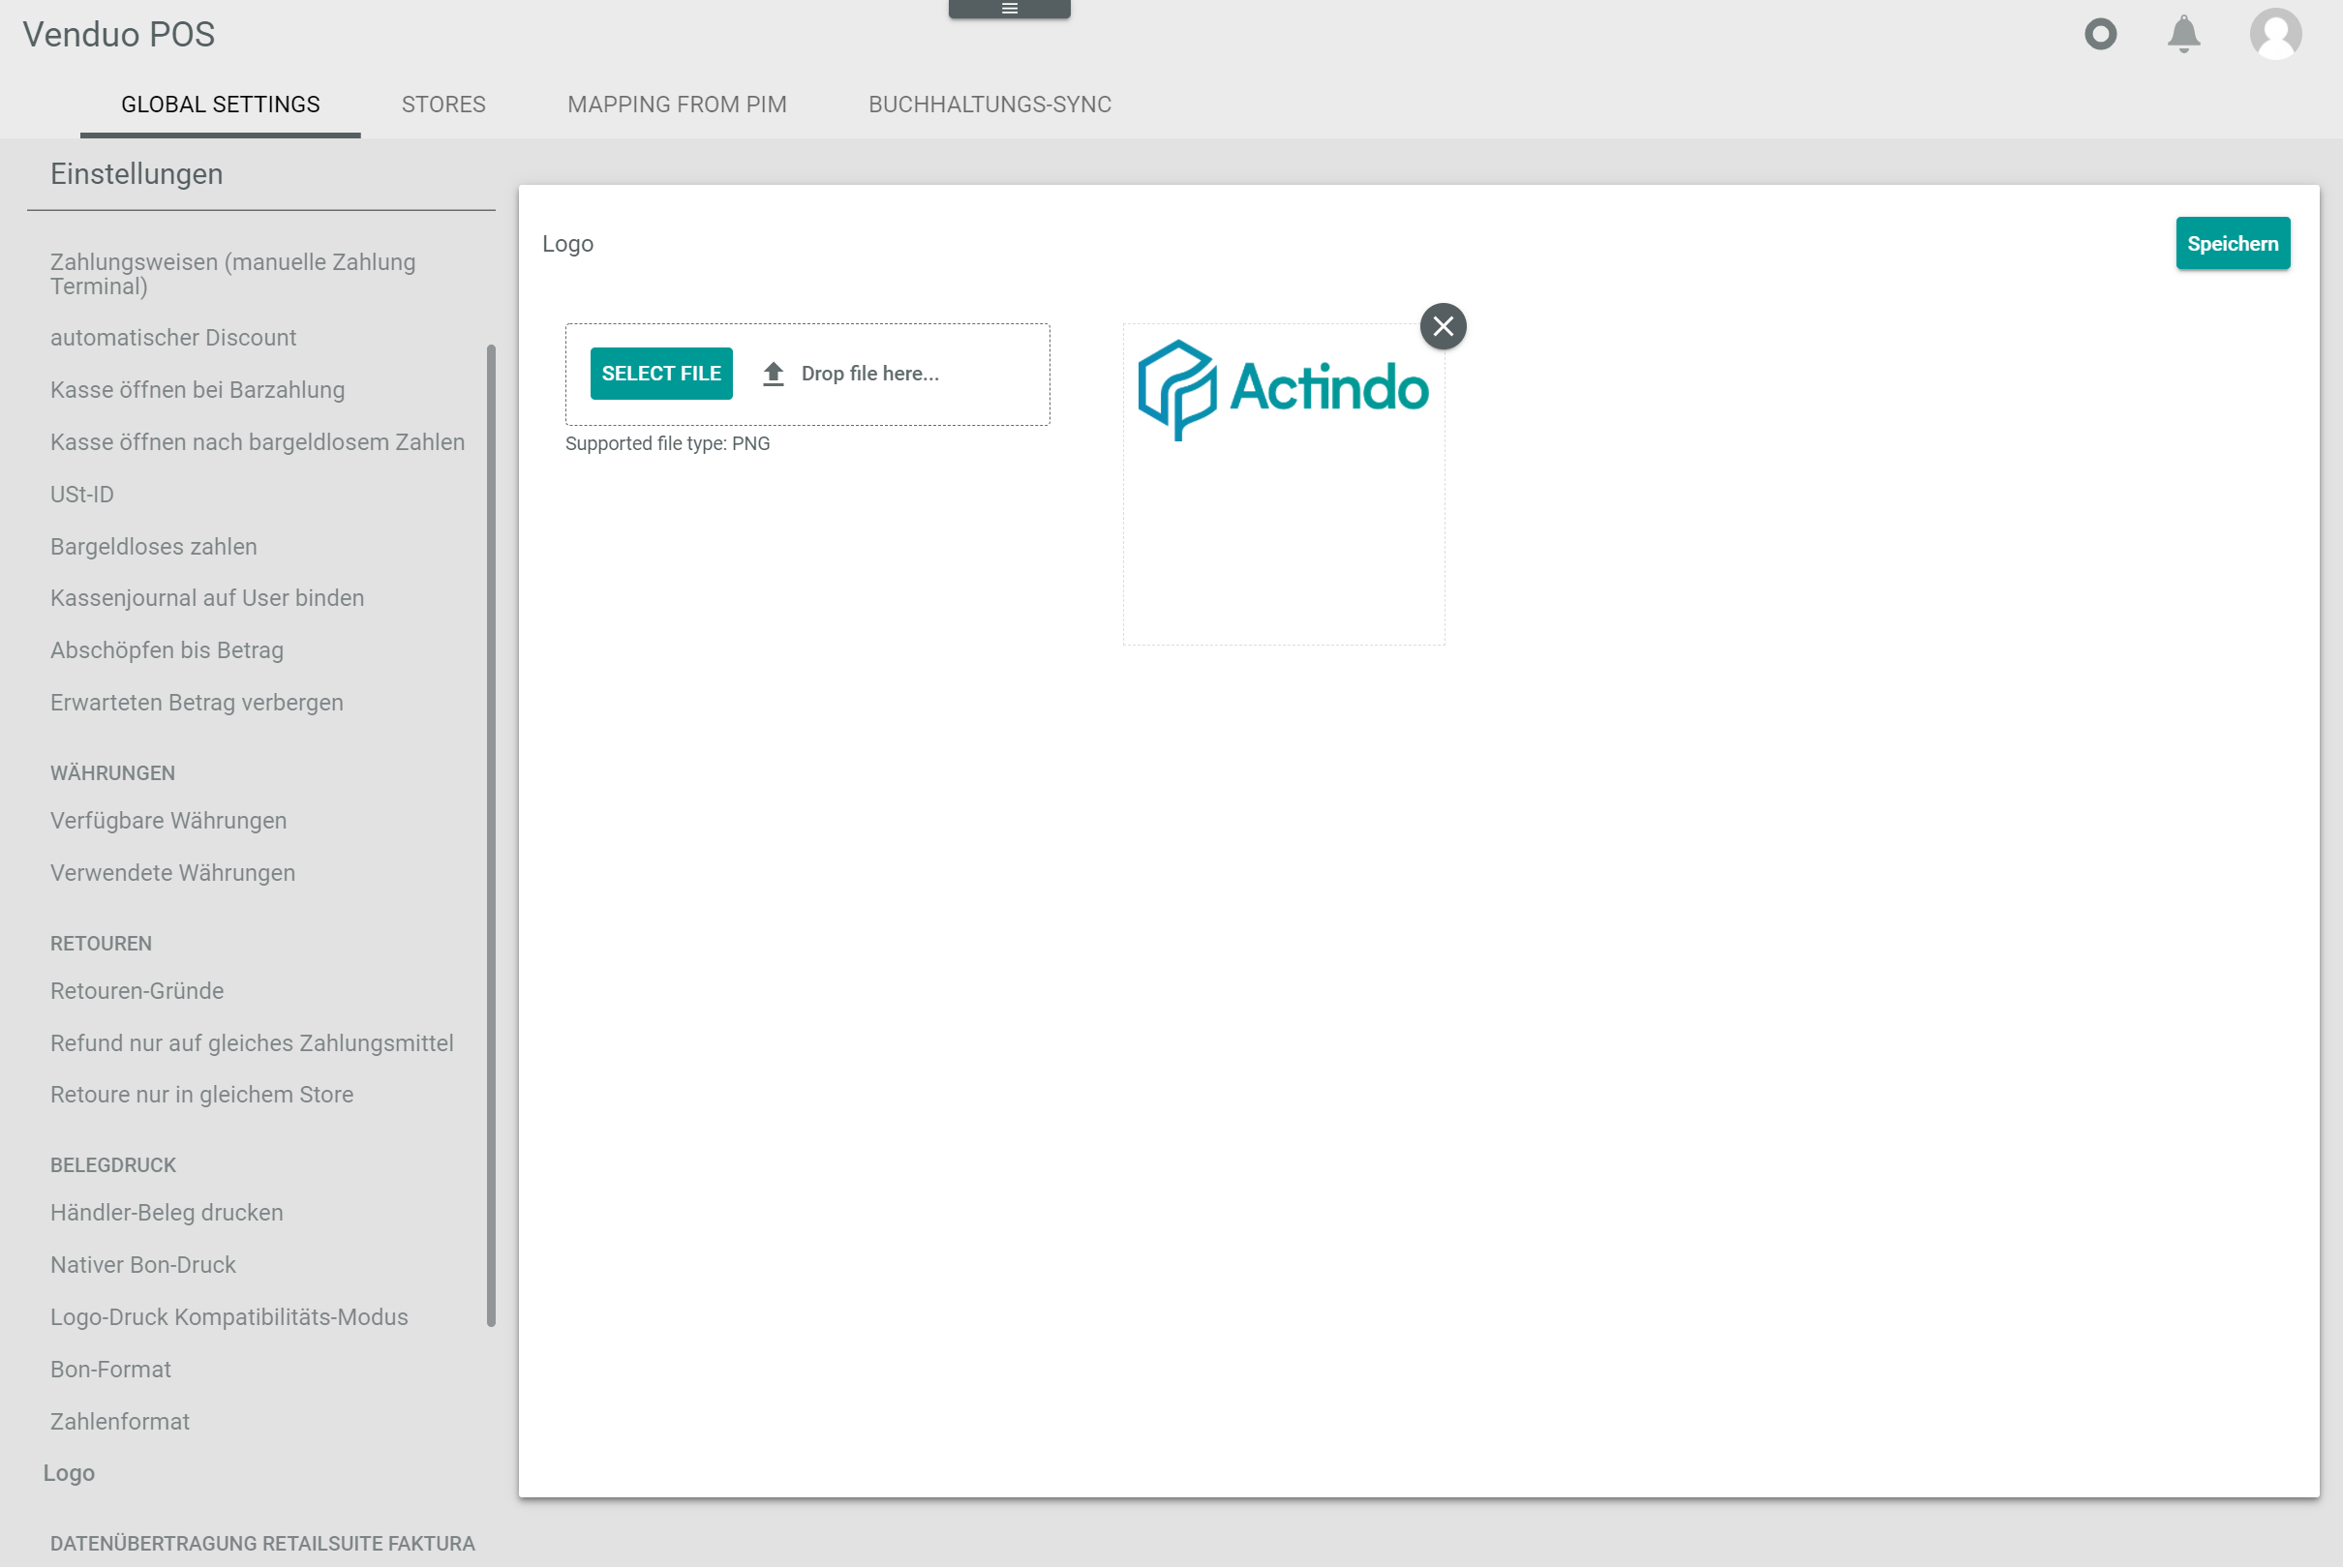 Venduo POS
GLOBAL SETTINGS
STORES
MAPPING FROM PIM
BUCHHALTUNGS-SYNC
Einstellungen
Zahlungsweisen (manuelle Zahlung
Terminal)
automatischer Discount
Kasse öffnen bei Barzahlung
Kasse öffnen nach bargeldlosem Zahlen
USt-ID
Bargeldloses zahlen
Kassenjournal auf User binden
Abschöpfen bis Betrag
Erwarteten Betrag verbergen
WÄHRUNGEN
Verfügbare Währungen
Verwendete Währungen
RETOUREN
Retouren-Gründe
Refund nur auf gleiches Zahlungsmittel
Retoure nur in gleichem Store
BELEGDRUCK
Händler-Beleg drucken
Nativer Bon-Druck
Logo-Druck Kompatibilitäts-Modus
Bon-Format
Zahlenformat
Logo
DATENÜBERTRAGUNG RETAILSUITE FAKTURA
Logo
Speichern
SELECT FILE
Drop file here...
Supported file type: PNG
Actindo